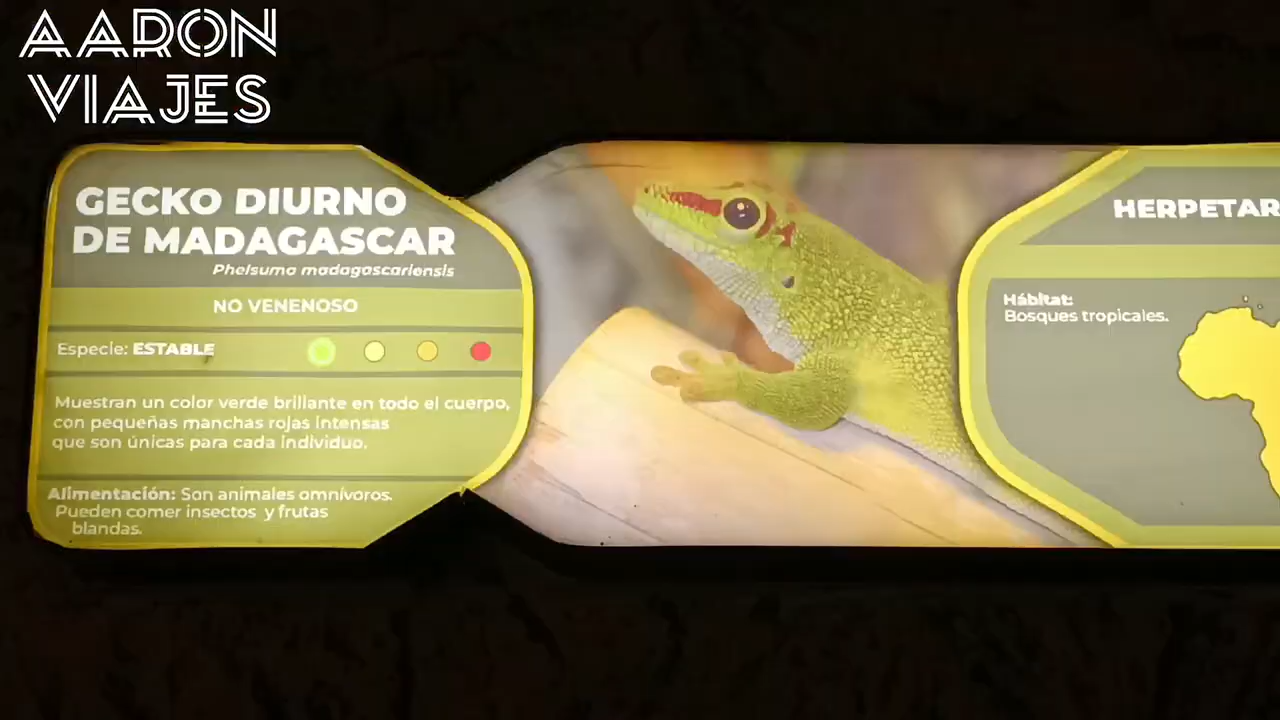 AARON
VIAJES
GECKO DIURNO
DE MADAGASCAR
Phelsuma madagascariensis
NO VENENOSO
Especie: ESTABLE
Muestran un color verde brillante en todo el cuerpo,
con pequeñas manchas rojas intensas
que son únicas para cada individuo.
Alimentación: Son animales omnívoros.
Pueden comer insectos y frutas
blandas.
HERPETAR
Hábitat:
Bosques tropicales.